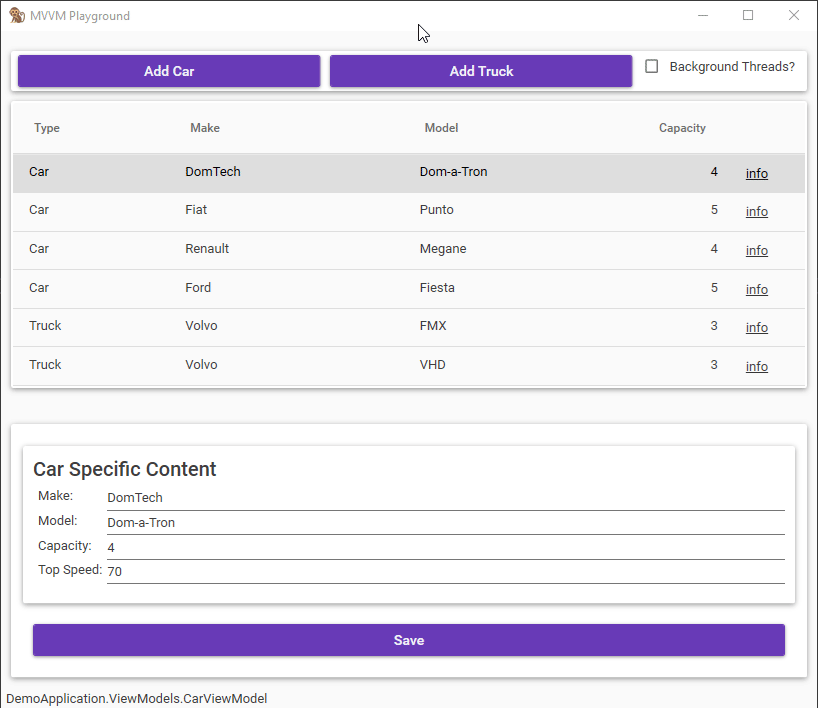 MVVM Playground
Add Car Add Truck Background Threads?
Type Make Model Capacity
Car DomTech Dom-a-Tron 4 info
Car Fiat Punto 5 info
Car Renault Megane 4 info
Car Ford Fiesta 5 info
Truck Volvo FMX 3 info
Truck Volvo VHD 3 info
Car Specific Content
Make: DomTech
Model: Dom-a-Tron
Capacity: 4
Top Speed: 70
Save
DemoApplication.ViewModels.CarViewModel